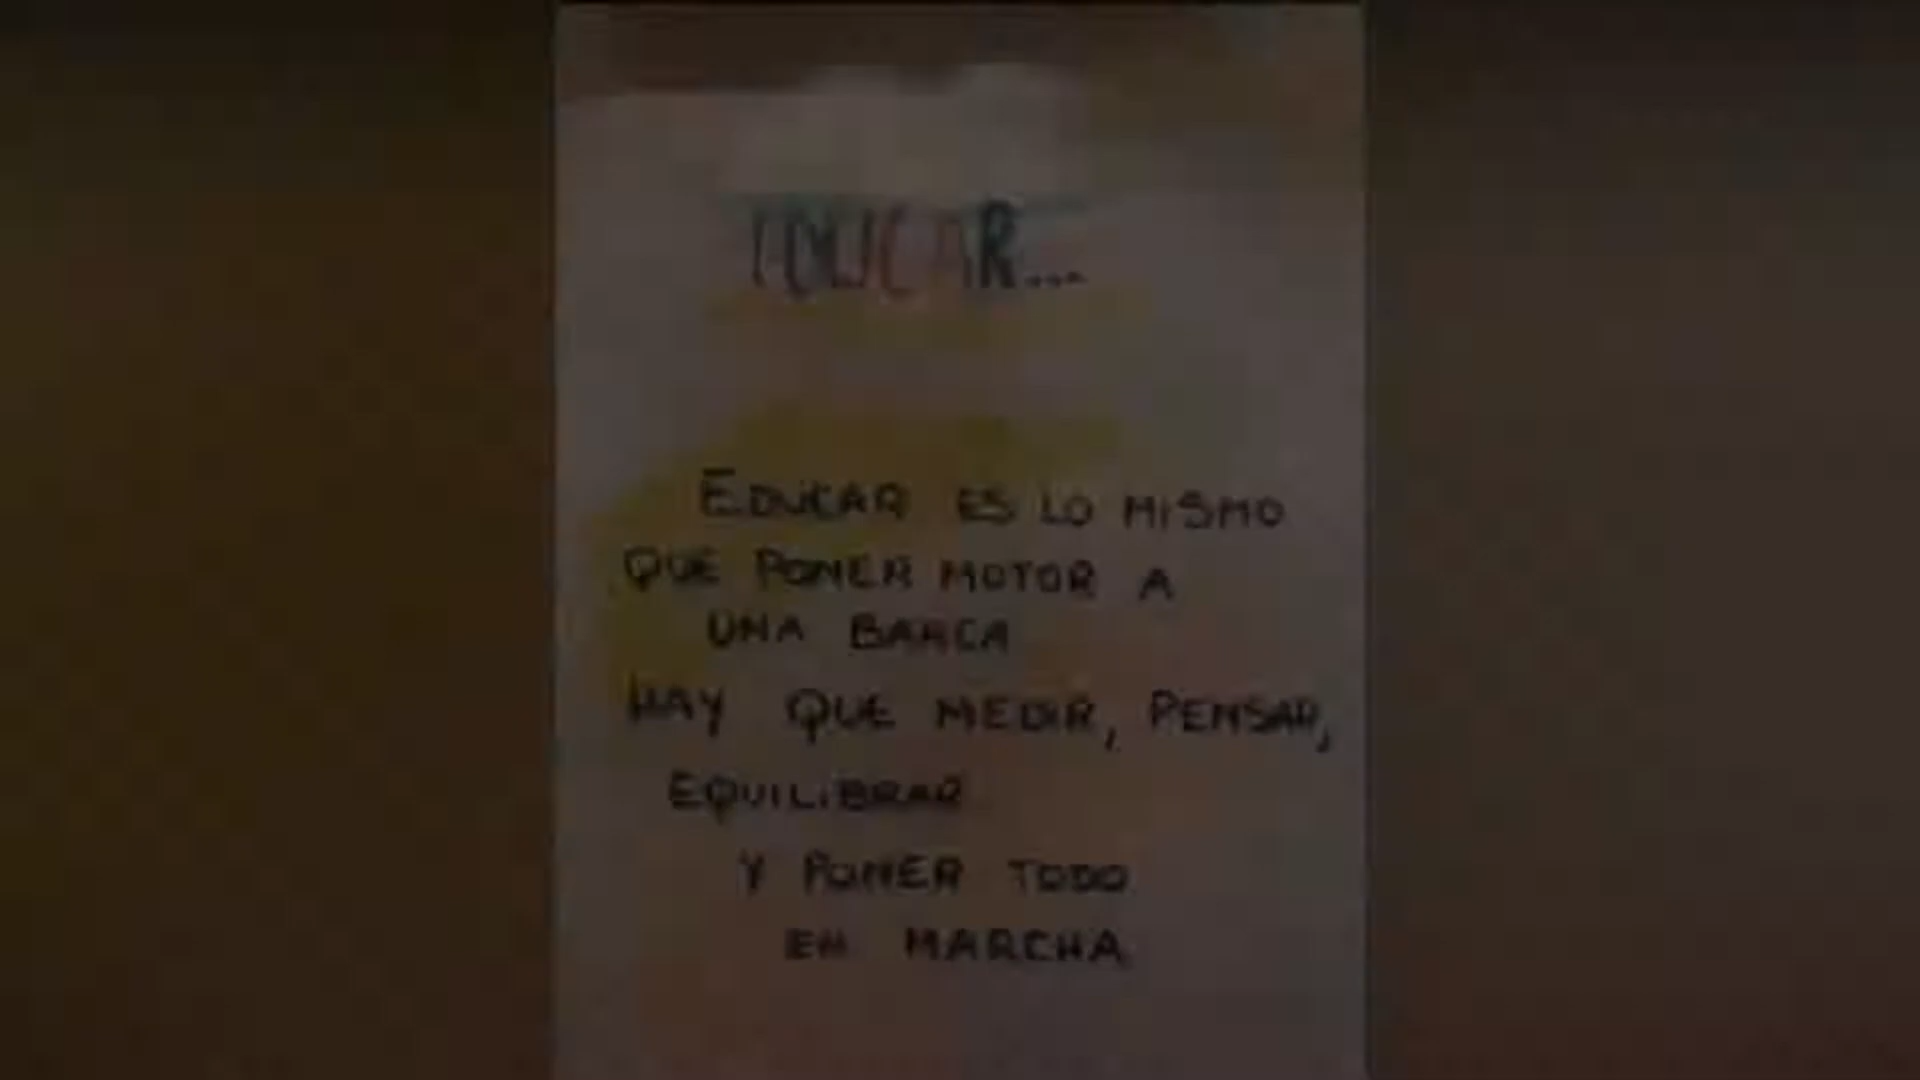 EDUCAR...
EDUCAR ES LO MISMO
QUE PONER MOTOR A
UNA BARCA
HAY QUE MEDIR, PENSAR,
EQUILIBRAR
Y PONER TODO
EN MARCHA